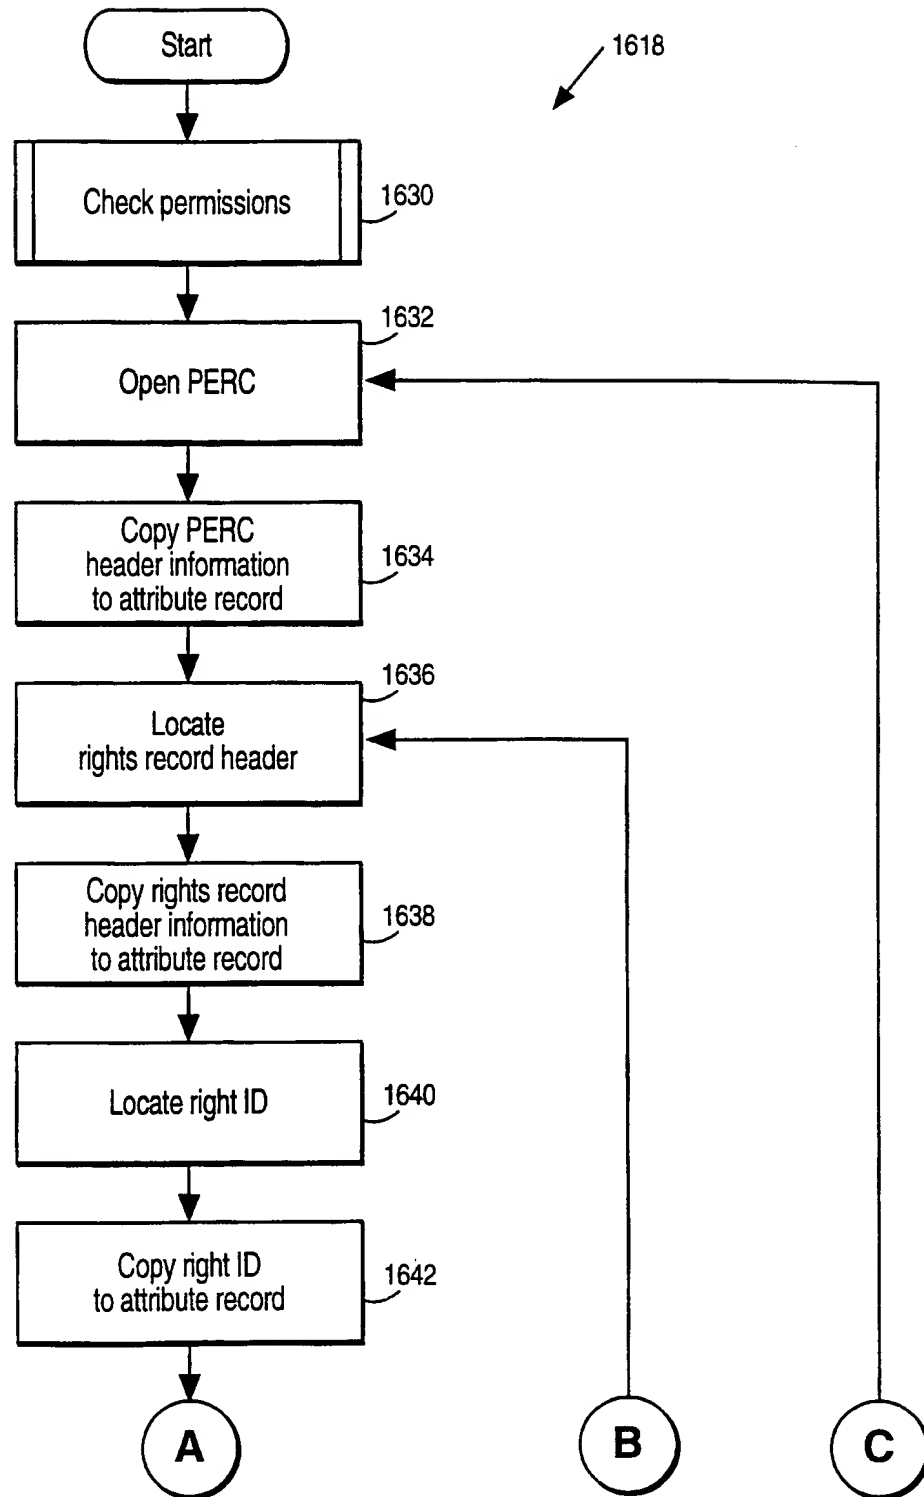 Start
1618
Check permissions
1630
1632
Open PERC
Copy PERC
header information
to attribute record
1634
1636
Locate
rights record header
Copy rights record
header information
to attribute record
1638
Locate right ID
1640
Copy right ID
to attribute record
1642
A
B
C